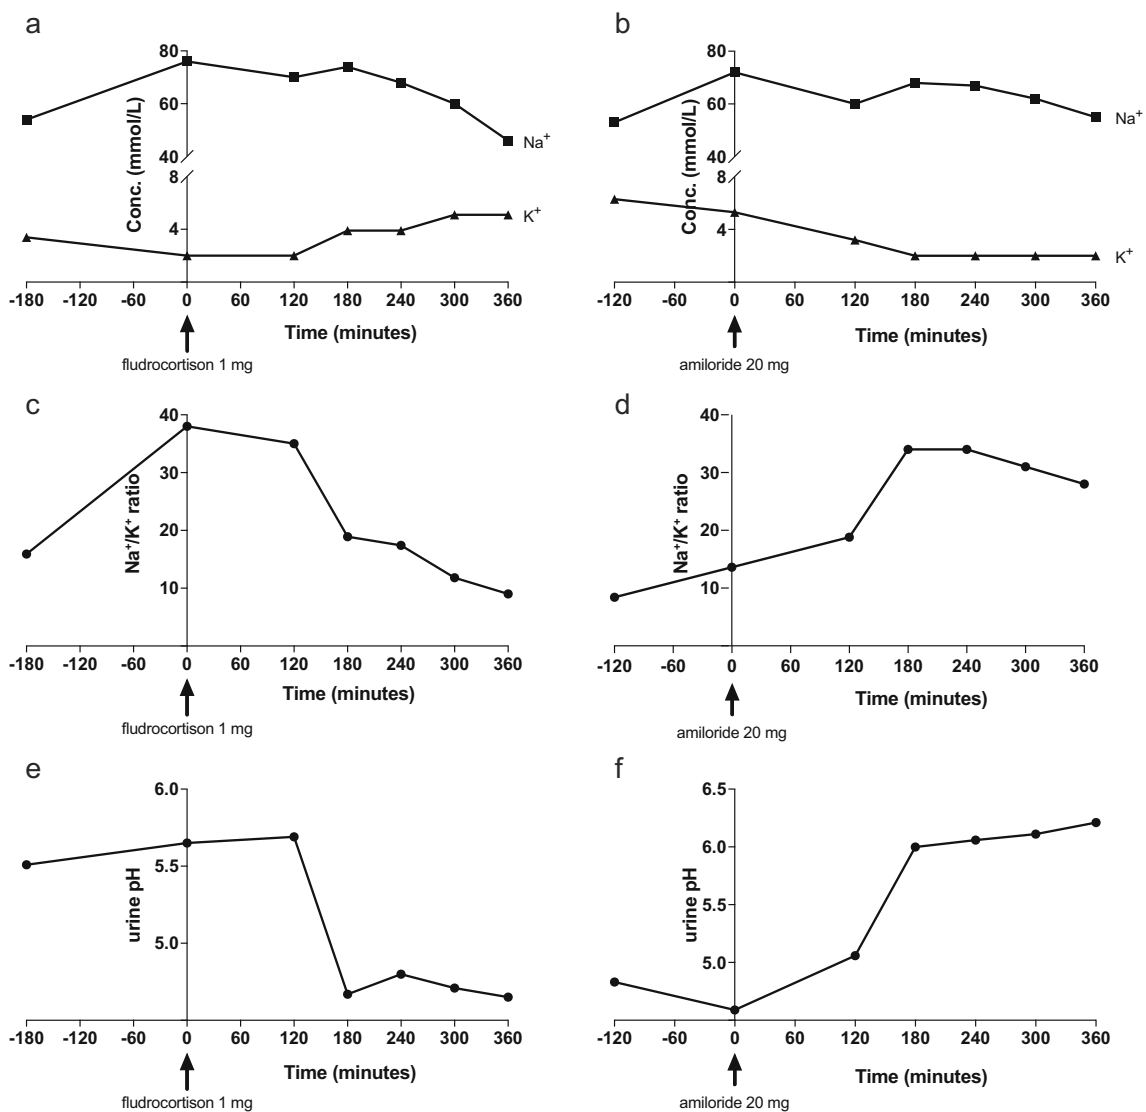 a
80
60
40
8
4
Conc. (mmol/L)
Na+
K+
-180 -120 -60 0 60 120 180 240 300 360
Time (minutes)
fludrocortison 1 mg
b
80
60
40
8
4
Conc. (mmol/L)
Na+
K+
-120 -60 0 60 120 180 240 300 360
Time (minutes)
amiloride 20 mg
c
40
30
20
10
Na+/K+ ratio
-180 -120 -60 0 60 120 180 240 300 360
Time (minutes)
fludrocortison 1 mg
d
40
30
20
10
Na+/K+ ratio
-120 -60 0 60 120 180 240 300 360
Time (minutes)
amiloride 20 mg
e
6.0
5.5
5.0
urine pH
-180 -120 -60 0 60 120 180 240 300 360
Time (minutes)
fludrocortison 1 mg
f
6.5
6.0
5.5
5.0
urine pH
-120 -60 0 60 120 180 240 300 360
Time (minutes)
amiloride 20 mg